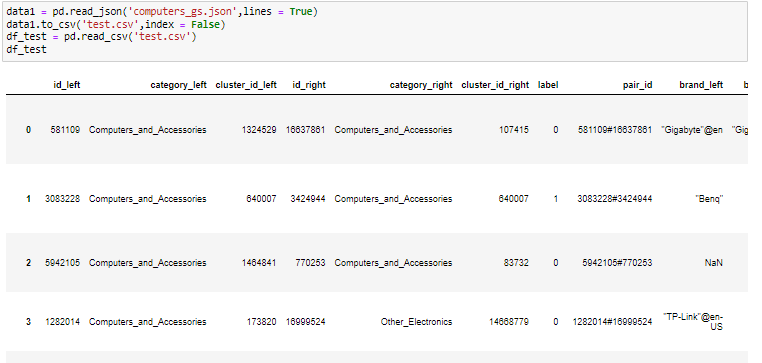 data1 = pd.read_json('computers_gs.json',lines = True)
data1.to_csv('test.csv',index = False)
df_test = pd.read_csv('test.csv')
df_test
id_left category_left cluster_id_left id_right category_right cluster_id_right label pair_id brand_left b
0 581109 Computers_and_Accessories 1324529 16637861 Computers_and_Accessories 107415 0 581109#16637861 "Gigabyte"@en "Gig
1 3083228 Computers_and_Accessories 640007 3424944 Computers_and_Accessories 640007 1 3083228#3424944 "Benq"
2 5942105 Computers_and_Accessories 1464841 770253 Computers_and_Accessories 83732 0 5942105#770253 NaN
3 1282014 Computers_and_Accessories 173820 16999524 Other_Electronics 14668779 0 1282014#16999524 "TP-Link"@en-
US